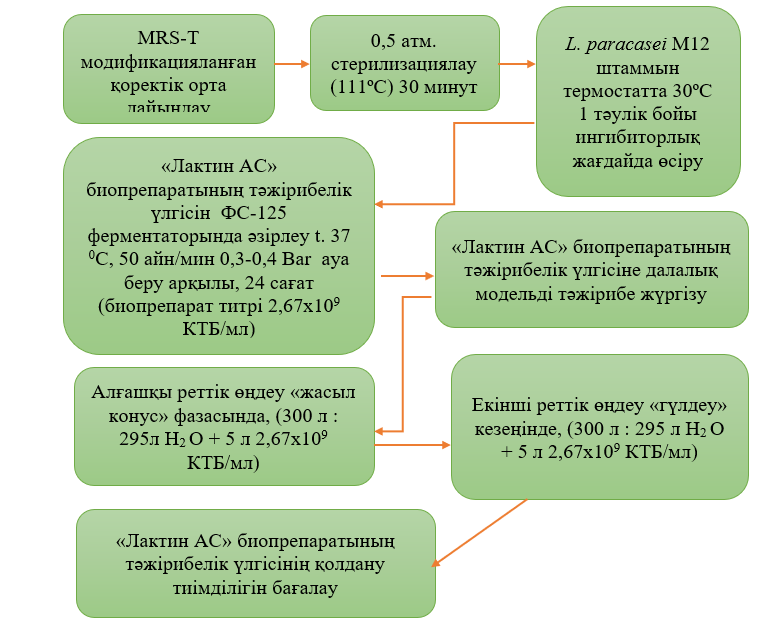 MRS-T
модификацияланған
қоректік орта
дайындау
0,5 атм.
стерилизациялау
(111⁰С) 30 минут
L. paracasei М12
штаммын
термостатта 30⁰С
1 тәулік бойы
ингибиторлық
жағдайда өсіру
«Лактин АС»
биопрепаратының тәжірибелік
үлгісін ФС-125
ферментаторында әзірлеу t. 37
⁰С, 50 айн/мин 0,3-0,4 Bar ауа
беру арқылы, 24 сағат
(биопрепарат титрі 2,67х10⁹
КТБ/мл)
«Лактин АС» биопрепаратының
тәжірибелік үлгісіне далалық
модельді тәжірибе жүргізу
Алғашқы реттік өңдеу «жасыл
конус» фазасында, (300 л :
295л H₂ O + 5 л 2,67х10⁹
КТБ/мл)
Екінші реттік өңдеу «гүлдеу»
кезеңінде, (300 л : 295 л H₂ O
+ 5 л 2,67х10⁹ КТБ/мл)
«Лактин АС» биопрепаратының
тәжірибелік үлгісінің қолдану
тиімділігін бағалау